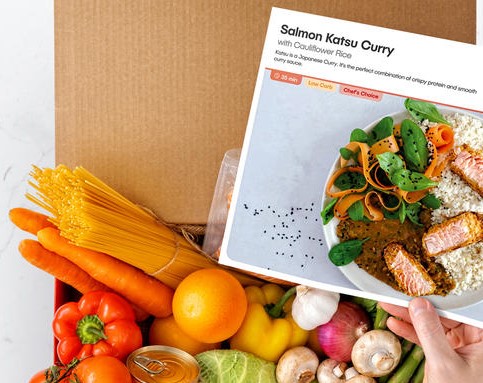 Salmon Katsu Curry
with Cauliflower Rice
Katsu is a Japanese Curry. It's the perfect combination of crispy protein and smooth
curry sauce.
35 min Low Carb Chef's Choice